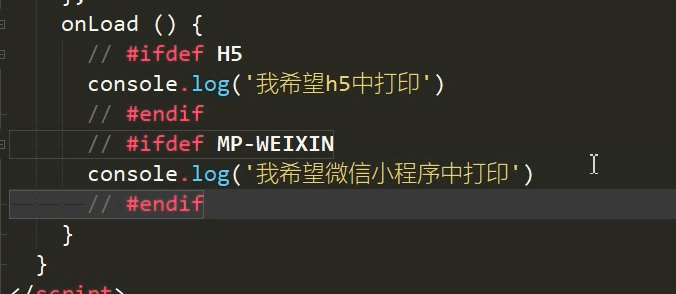 onLoad () {
// #ifdef H5
console.log('我希望h5中打印')
// #endif
// #ifdef MP-WEIXIN
console.log('我希望微信小程序中打印')
// #endif
}
}
</script>